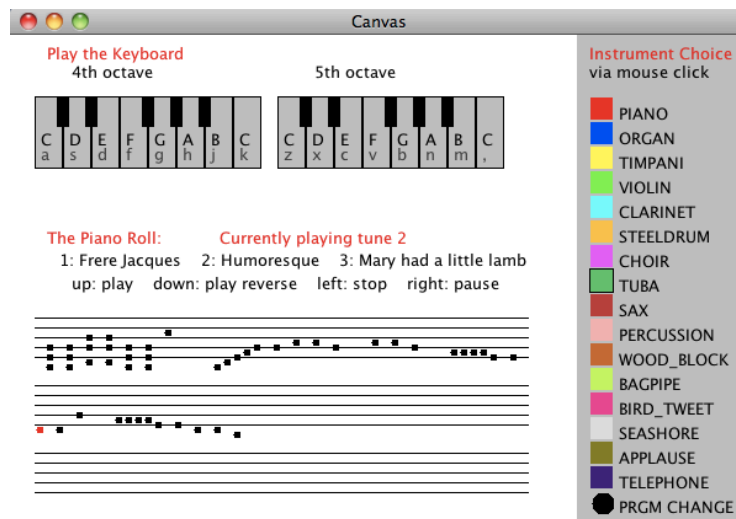 Canvas
Play the Keyboard
4th octave 5th octave
C D E F G A B C C D E F G A B C
a s d f g h j k z x c v b n m ,
The Piano Roll: Currently playing tune 2
1: Frere Jacques 2: Humoresque 3: Mary had a little lamb
up: play down: play reverse left: stop right: pause
Instrument Choice
via mouse click
PIANO
ORGAN
TIMPANI
VIOLIN
CLARINET
STEELDRUM
CHOIR
TUBA
SAX
PERCUSSION
WOOD_BLOCK
BAGPIPE
BIRD_TWEET
SEASHORE
APPLAUSE
TELEPHONE
PRGM CHANGE